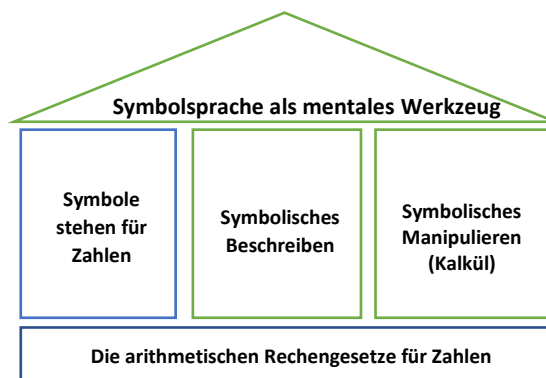 Symbolsprache als mentales Werkzeug
Symbole
stehen für
Zahlen
Symbolisches
Beschreiben
Symbolisches
Manipulieren
(Kalkül)
Die arithmetischen Rechengesetze für Zahlen